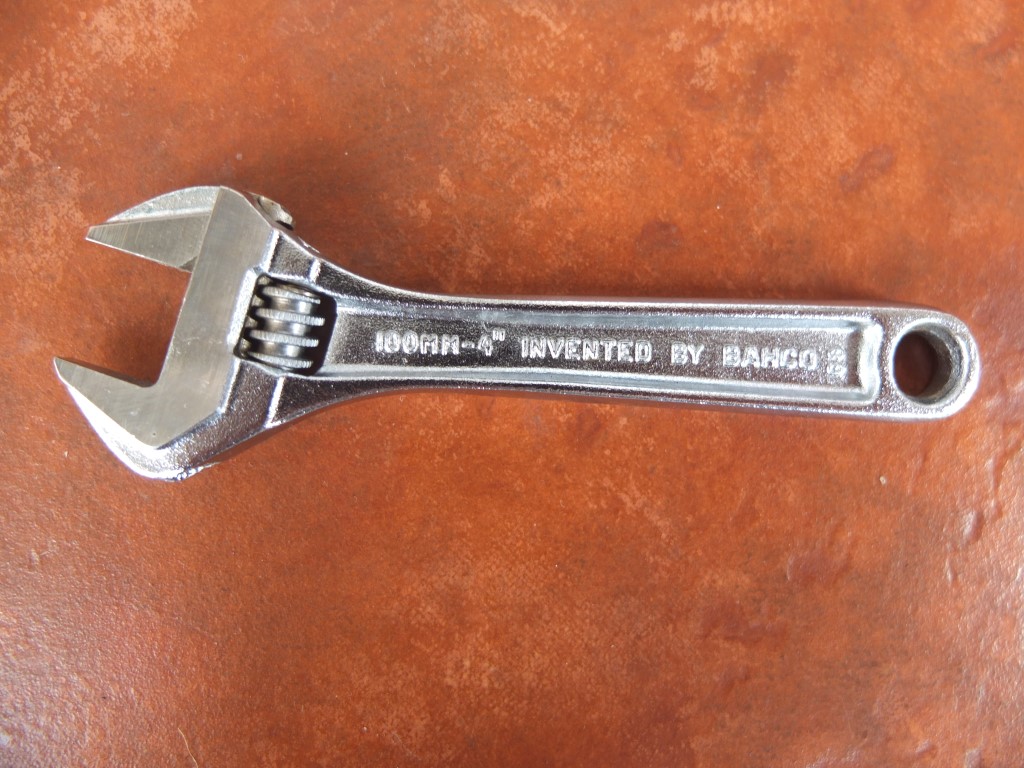 100MM-4" INVENTED BY BAHCO